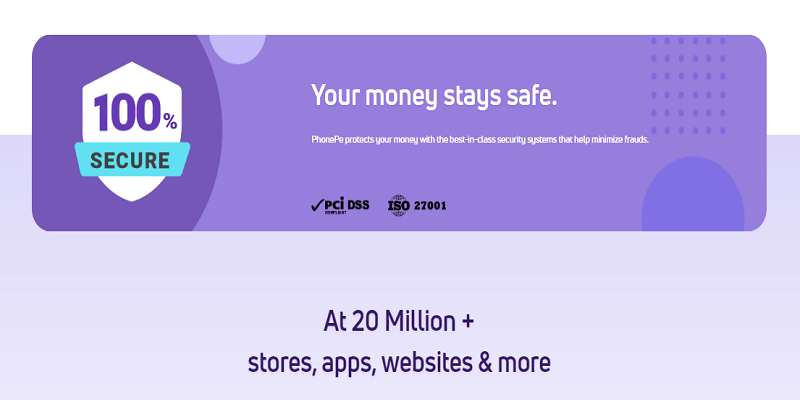 100%
SECURE
Your money stays safe.
PhonePe protects your money with the best-in-class security systems that help minimize frauds.
PCI DSS
COMPLIANT
ISO 27001
At 20 Million +
stores, apps, websites & more